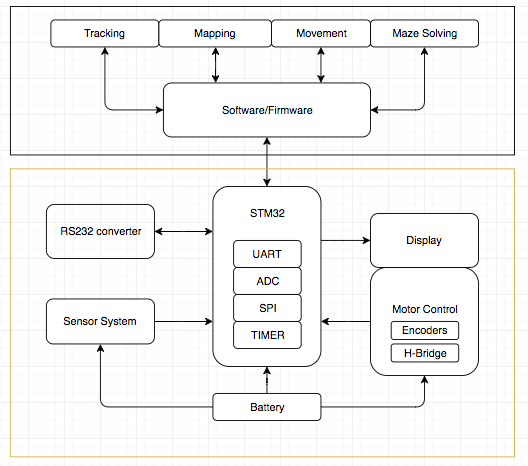 Tracking
Mapping
Movement
Maze Solving
Software/Firmware
STM32
RS232 converter
UART
ADC
SPI
TIMER
Display
Sensor System
Motor Control
Encoders
H-Bridge
Battery